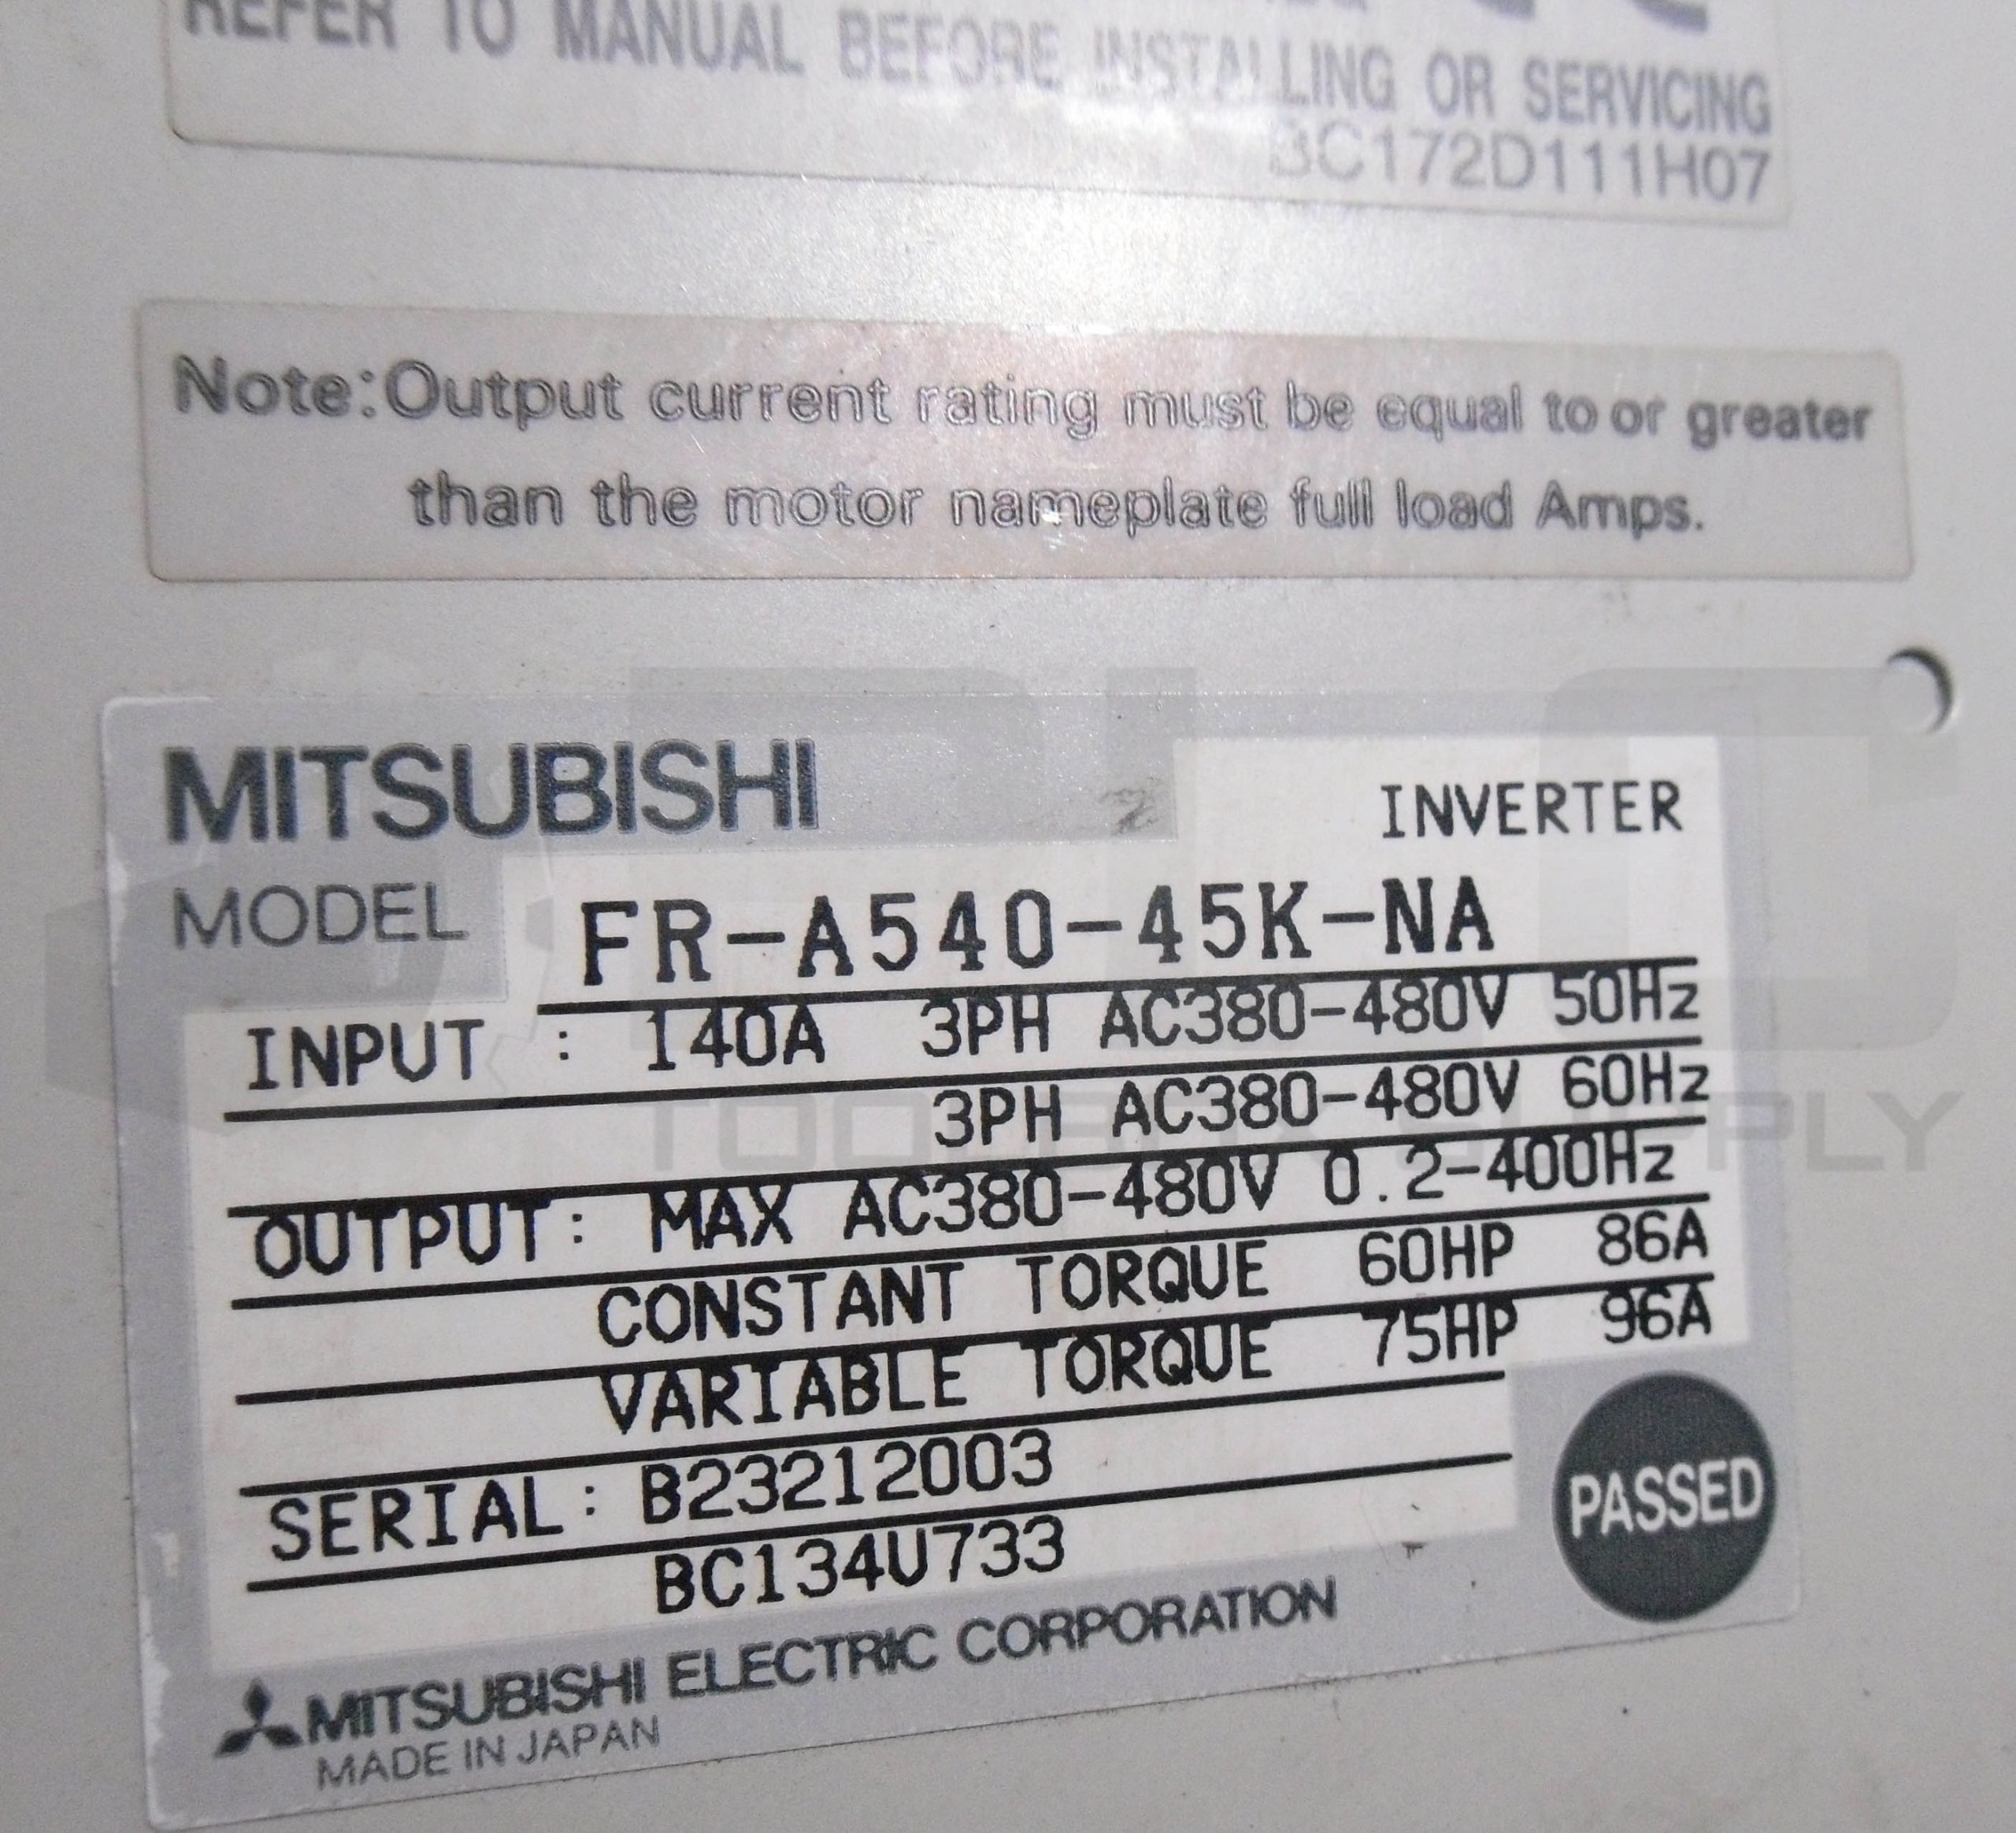 REFER TO MANUAL BEFORE INSTALLING OR SERVICING
BC172D111H07
Note:Output current rating must be equal to or greater
than the motor nameplate full load Amps.
MITSUBISHI
INVERTER
MODEL FR-A540-45K-NA
INPUT : 140A 3PH AC380-480V 50Hz
3PH AC380-480V 60Hz
OUTPUT: MAX AC380-480V 0.2-400Hz
CONSTANT TORQUE 60HP 86A
VARIABLE TORQUE 75HP 96A
SERIAL: B23212003
BC134U733
PASSED
MITSUBISHI ELECTRIC CORPORATION
MADE IN JAPAN